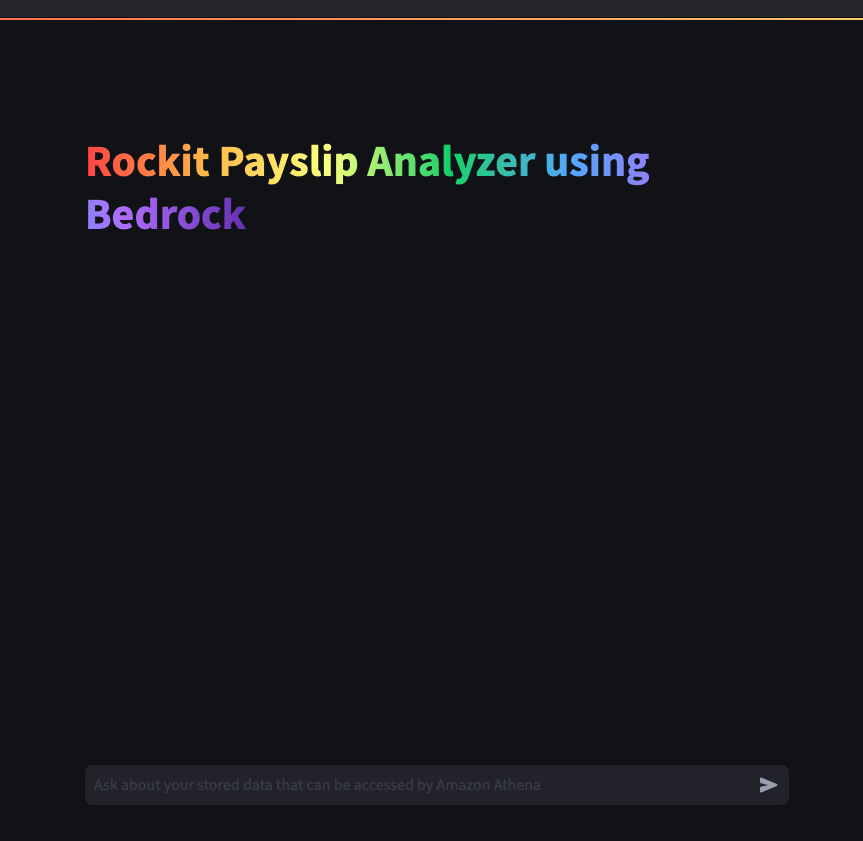 Rockit Payslip Analyzer using
Bedrock
Ask about your stored data that can be accessed by Amazon Athena